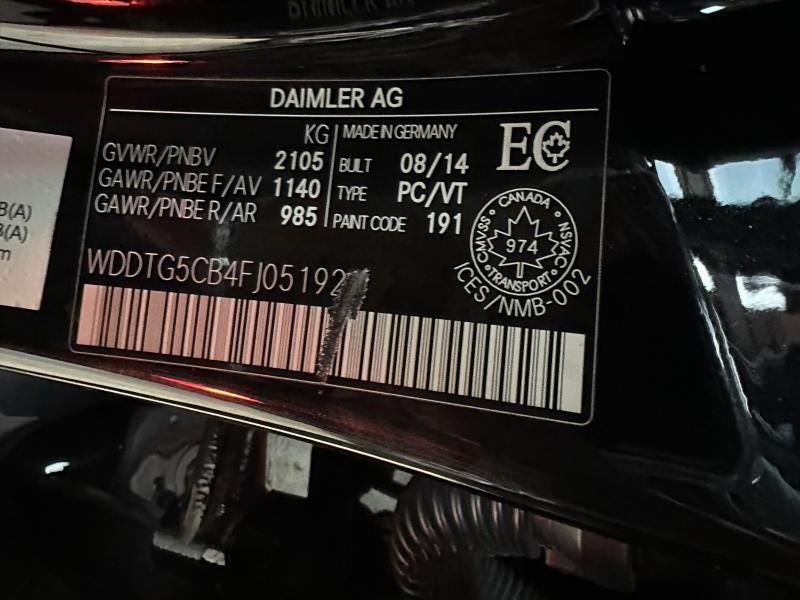 DAIMLER AG
KG
GVWR/PNBV 2105
GAWR/PNBE F/AV 1140
GAWR/PNBE R/AR 985
MADE IN GERMANY
BUILT 08/14
TYPE PC/VT
PAINT CODE 191
EC
CANADA
CMVSS
974
NSVAC
TRANSPORT
ICES/NMB-002
B(A)
B(A)
m